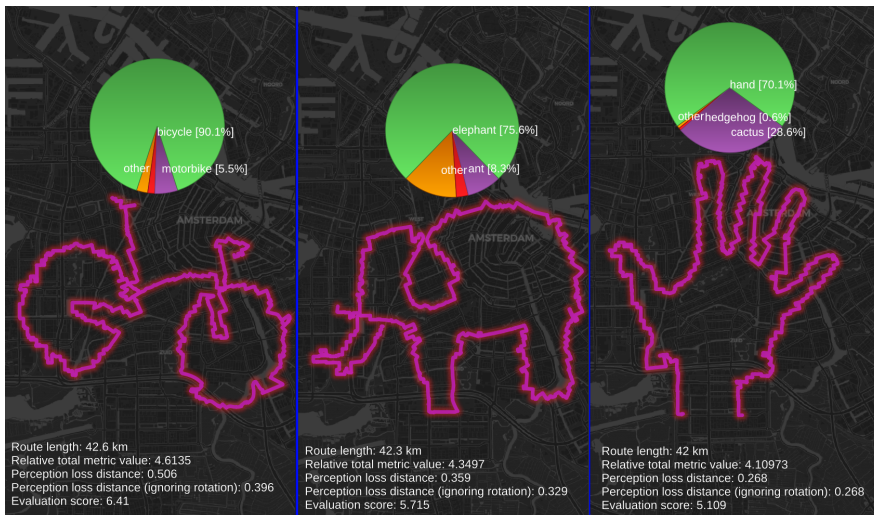 bicycle [90.1%]
other
motorbike [5.5%]
AMSTERDAM
Route length: 42.6 km
Relative total metric value: 4.6135
Perception loss distance: 0.506
Perception loss distance (ignoring rotation): 0.396
Evaluation score: 6.41
elephant [75.6%]
other
ant [8.3%]
AMSTERDAM
Route length: 42.3 km
Relative total metric value: 4.3497
Perception loss distance: 0.359
Perception loss distance (ignoring rotation): 0.329
Evaluation score: 5.715
hand [70.1%]
other
hedgehog [0.6%]
cactus [28.6%]
AMSTERDAM
Route length: 42 km
Relative total metric value: 4.10973
Perception loss distance: 0.268
Perception loss distance (ignoring rotation): 0.268
Evaluation score: 5.109